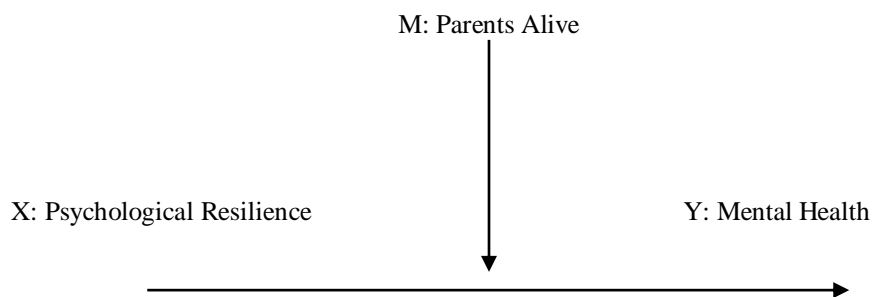 M: Parents Alive
X: Psychological Resilience
Y: Mental Health